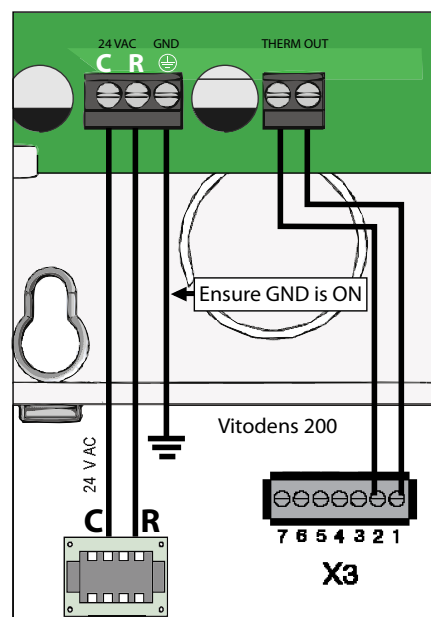 24 VAC GND THERM OUT
C R
Ensure GND is ON
Vitodens 200
24 V AC
C R
7 6 5 4 3 2 1
X3